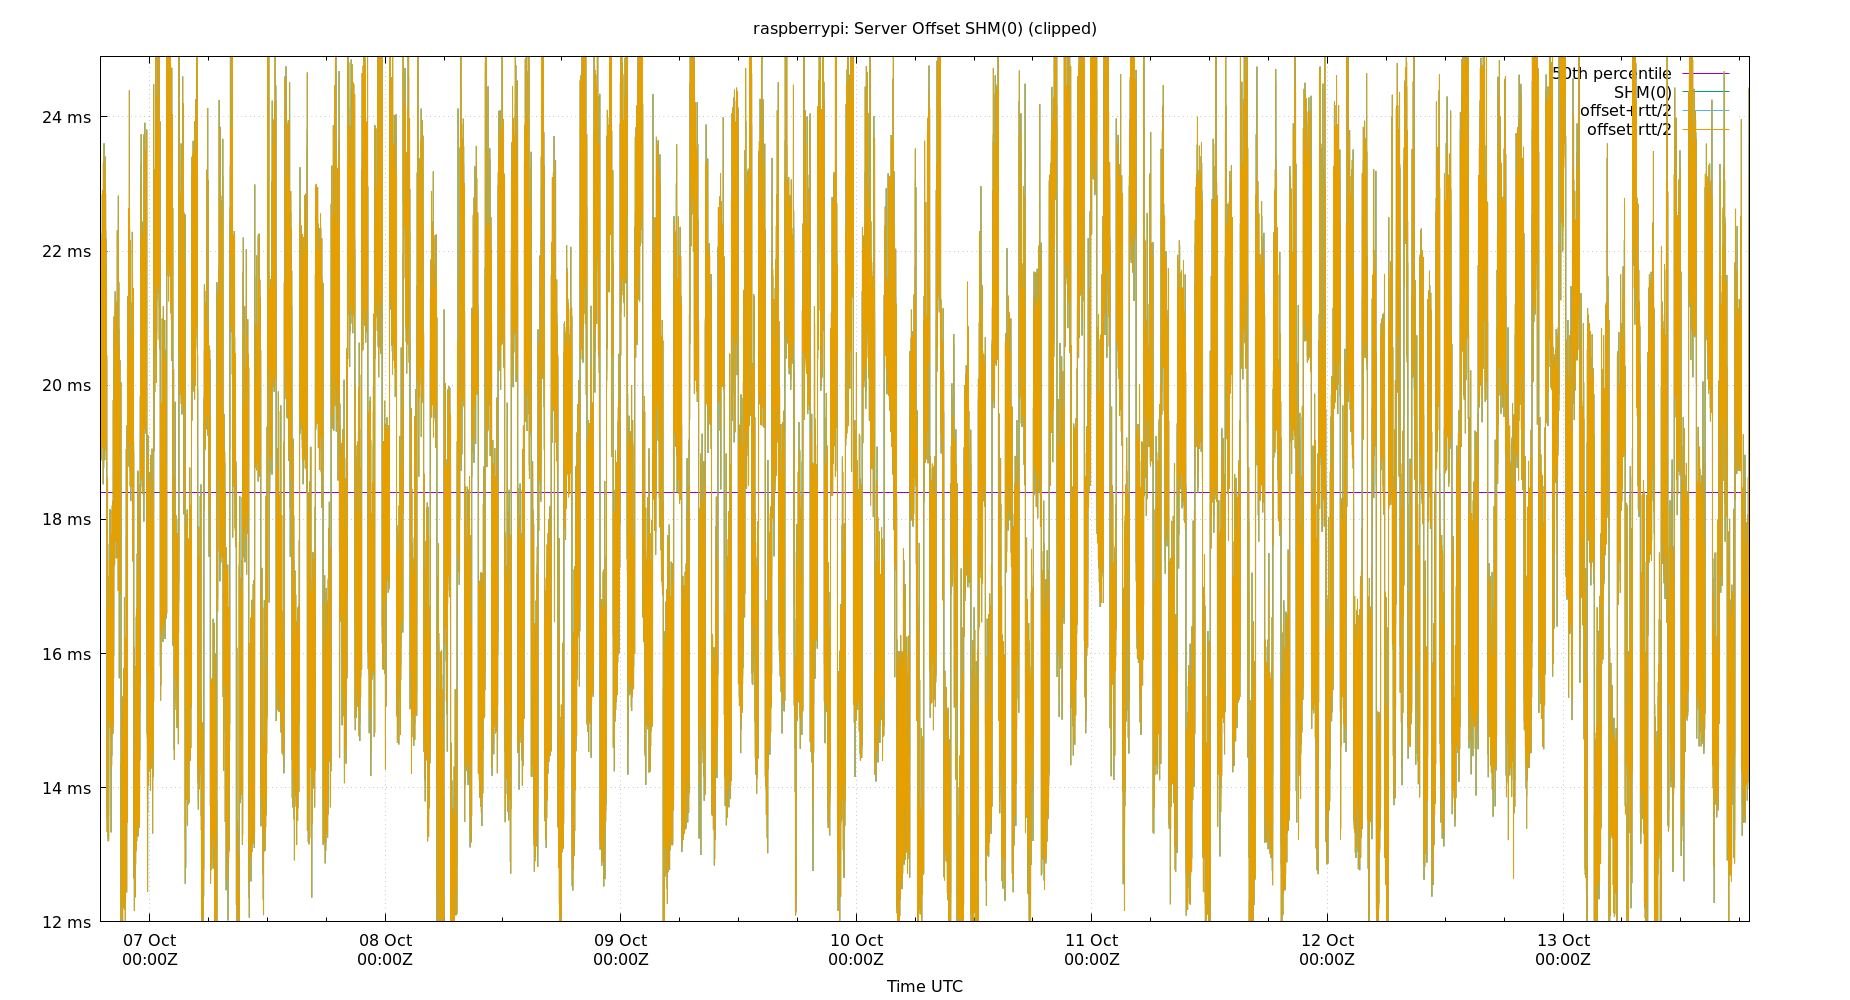 raspberrypi: Server Offset SHM(0) (clipped)
50th percentile
SHM(0)
offset+rtt/2
offset-rtt/2
24 ms
22 ms
20 ms
18 ms
16 ms
14 ms
12 ms
07 Oct 08 Oct 09 Oct 10 Oct 11 Oct 12 Oct 13 Oct
00:00Z 00:00Z 00:00Z 00:00Z 00:00Z 00:00Z 00:00Z
Time UTC